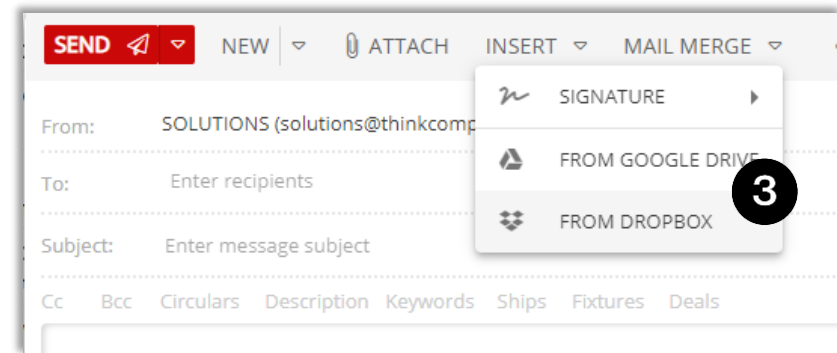 SEND NEW ATTACH INSERT MAIL MERGE
SIGNATURE
From: SOLUTIONS (solutions@thinkcomp
FROM GOOGLE DRIVE
To: Enter recipients
3
FROM DROPBOX
Subject: Enter message subject
Cc Bcc Circulars Description Keywords Ships Fixtures Deals